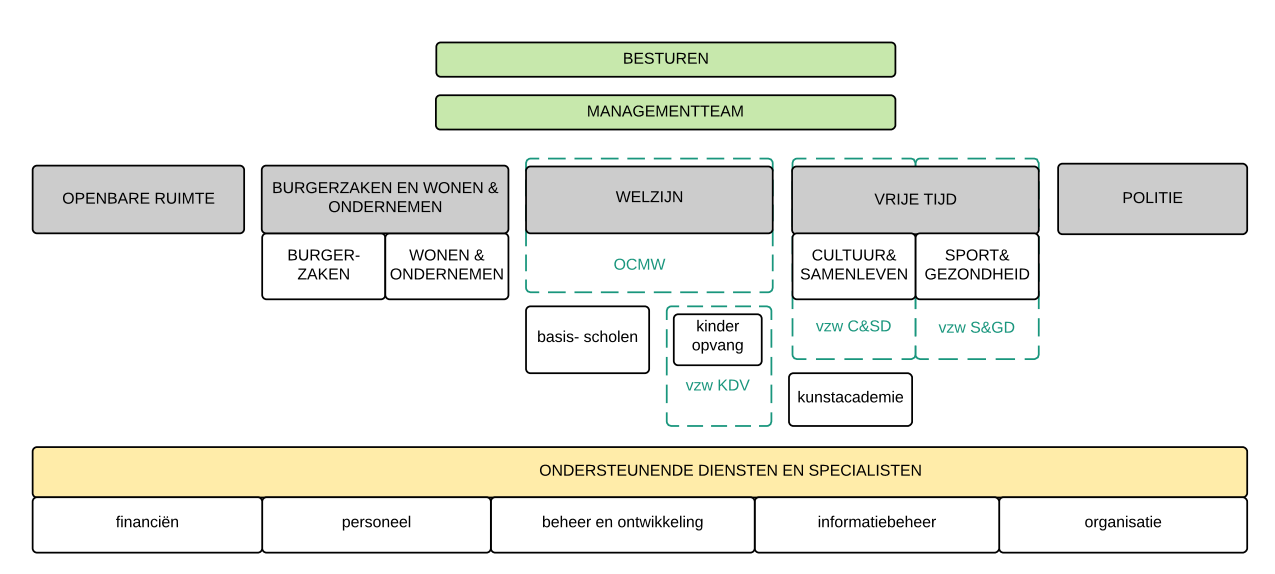 BESTUREN
MANAGEMENTTEAM
OPENBARE RUIMTE
BURGERZAKEN EN WONEN &
ONDERNEMEN
WELZIJN
VRIJE TIJD
POLITIE
BURGER-
ZAKEN
WONEN &
ONDERNEMEN
OCMW
CULTUUR&
SAMENLEVEN
SPORT&
GEZONDHEID
basis- scholen
kinder
opvang
vzw KDV
vzw C&SD
vzw S&GD
kunstacademie
ONDERSTEUNENDE DIENSTEN EN SPECIALISTEN
financiën
personeel
beheer en ontwikkeling
informatiebeheer
organisatie